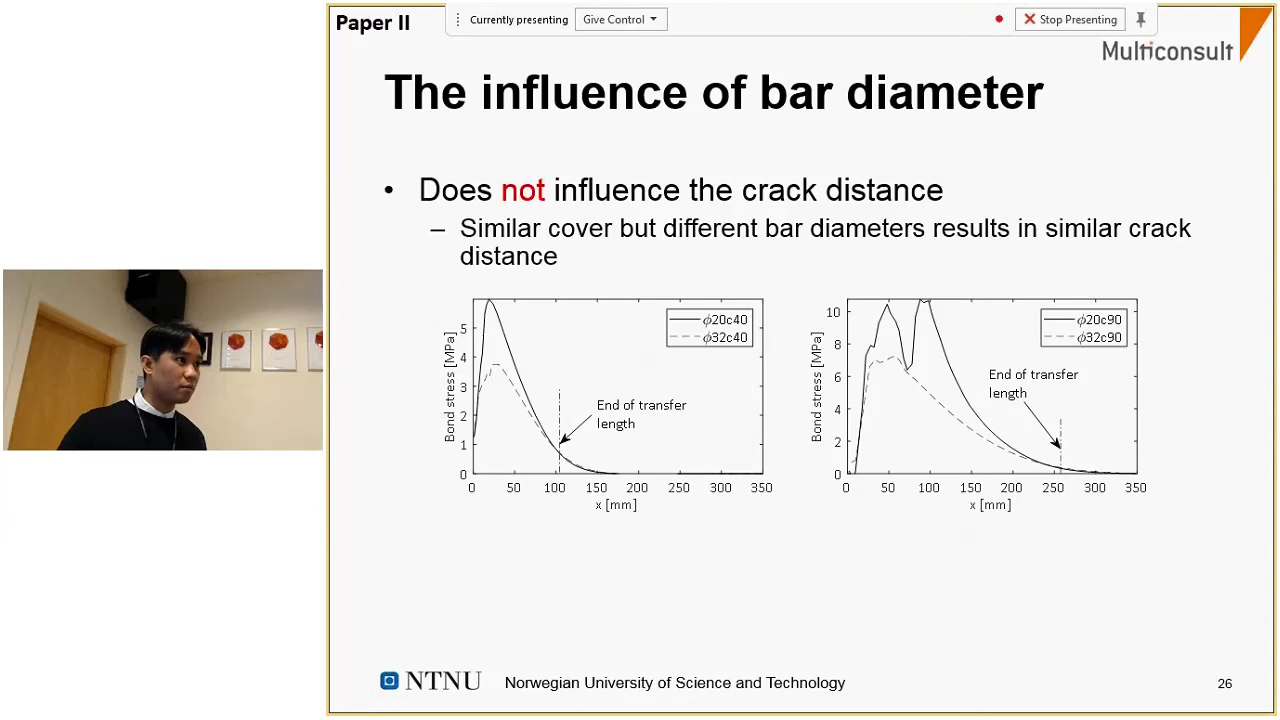 Paper II
Currently presenting
Give Control
Stop Presenting
Multiconsult
The influence of bar diameter
• Does not influence the crack distance
– Similar cover but different bar diameters results in similar crack
distance
Bond stress [MPa]
5
4
3
2
1
0
0 50 100 150 200 250 300 350
x [mm]
ϕ20c40
ϕ32c40
End of transfer
length
Bond stress [MPa]
10
8
6
4
2
0
0 50 100 150 200 250 300 350
x [mm]
ϕ20c90
ϕ32c90
End of transfer
length
NTNU
Norwegian University of Science and Technology
26